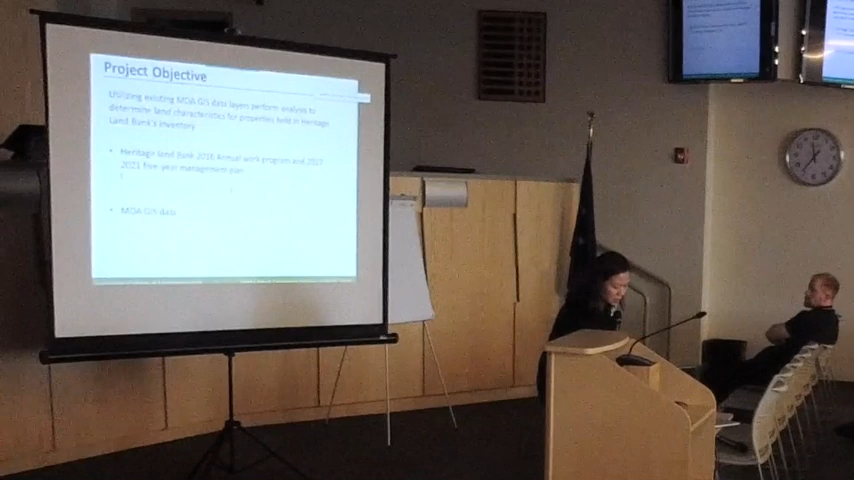 Project Objective
Utilizing existing MOA GIS data layers perform analysis to
determine land characteristics for properties held in Heritage
Land Bank's inventory
• Heritage land Bank 2016 Annual work program and 2017
2021 five-year management plan
• MOA GIS data